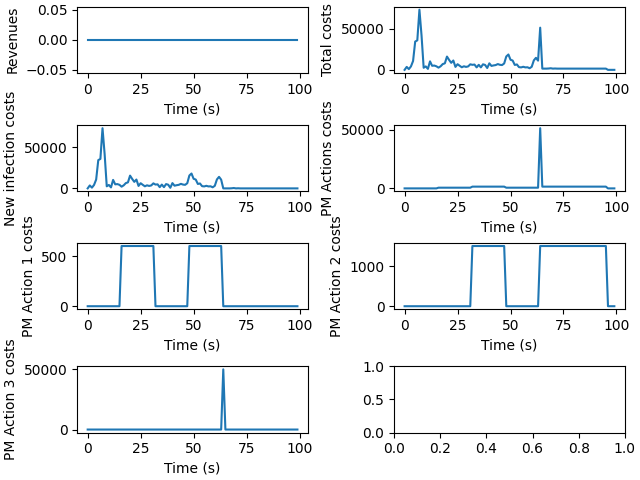 Revenues
0.05
0.00
−0.05
0 25 50 75 100
Time (s)
Total costs
50000
0
0 25 50 75 100
Time (s)
New infection costs
50000
0
0 25 50 75 100
Time (s)
PM Actions costs
50000
0
0 25 50 75 100
Time (s)
PM Action 1 costs
500
0
0 25 50 75 100
Time (s)
PM Action 2 costs
1000
0
0 25 50 75 100
Time (s)
PM Action 3 costs
50000
0
0 25 50 75 100
Time (s)
1.0
0.5
0.0
0.0 0.2 0.4 0.6 0.8 1.0